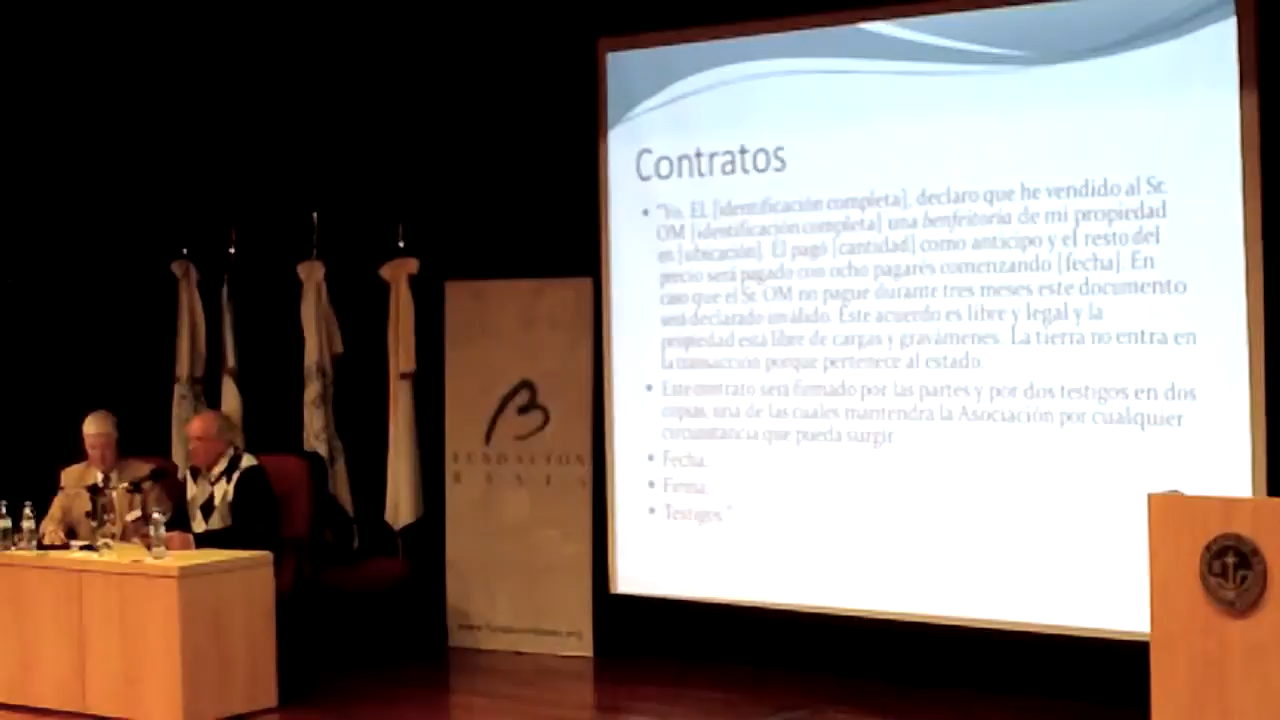 Contratos
• "Yo, EL [identificación completa], declaro que he vendido al Sr.
OM [identificación completa] una benfeitoria de mi propiedad
en [ubicación]. Él pagó [cantidad] como anticipo y el resto del
precio será pagado con ocho pagarés comenzando [fecha]. En
caso que el Sr. OM no pague durante tres meses este documento
será declarado inválido. Este acuerdo es libre y legal y la
propiedad está libre de cargas y gravámenes. La tierra no entra en
la transacción porque pertenece al estado.
• Este contrato será firmado por las partes y por dos testigos en dos
copias, una de las cuales mantendra la Asociación por cualquier
circunstancia que pueda surgir.
• Fecha.
• Firma.
• Testigos."
FUNDACION